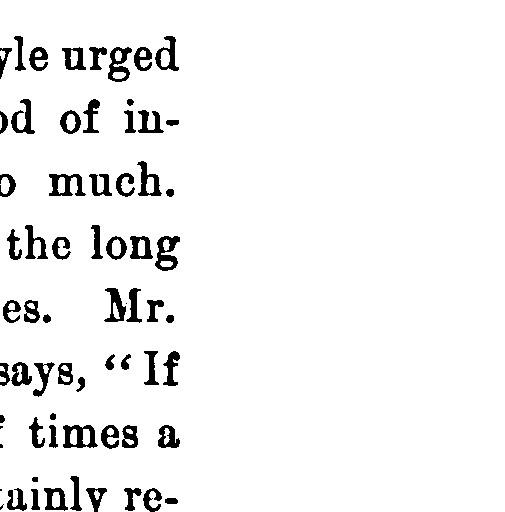 yle urged
od of in-
o much.
the long
es. Mr.
says, “If
f times a
tainly re-